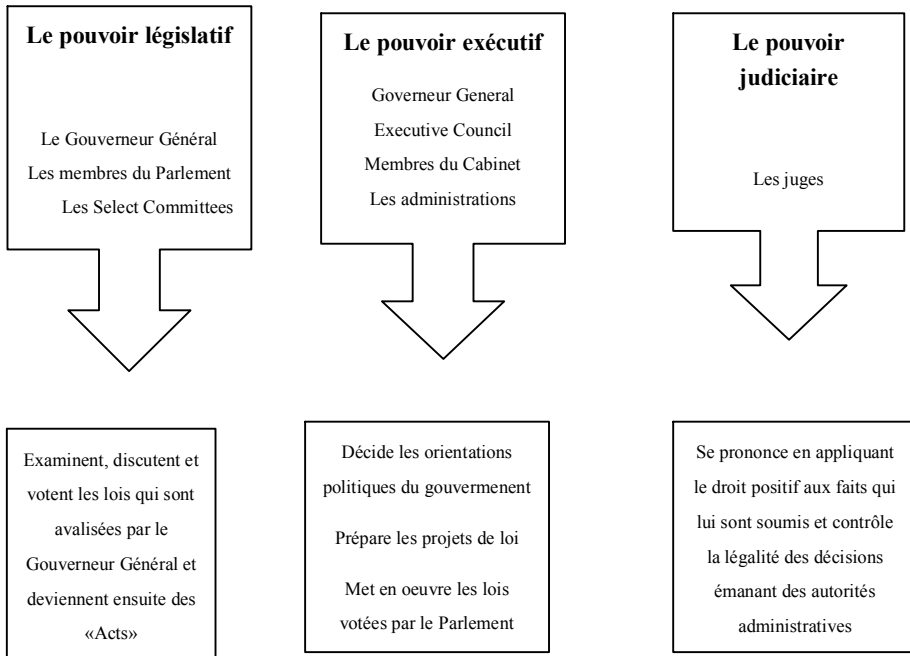 Le pouvoir législatif
Le Gouverneur Général
Les membres du Parlement
Les Select Committees
Le pouvoir exécutif
Governeur General
Executive Council
Membres du Cabinet
Les administrations
Le pouvoir
judiciaire
Les juges
Examinent, discutent et
votent les lois qui sont
avalisées par le
Gouverneur Général et
deviennent ensuite des
«Acts»
Décide les orientations
politiques du gouvermenent
Prépare les projets de loi
Met en oeuvre les lois
votées par le Parlement
Se prononce en appliquant
le droit positif aux faits qui
lui sont soumis et contrôle
la légalité des décisions
émanant des autorités
administratives